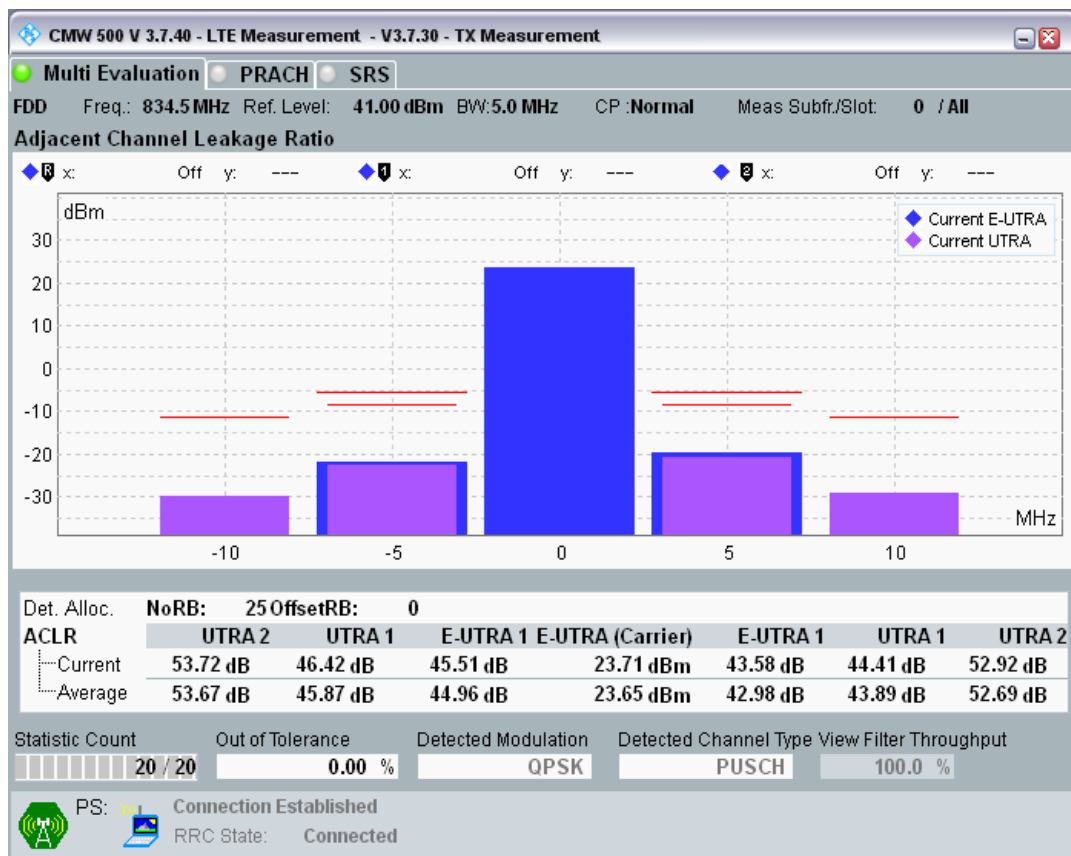 CMW 500 V 3.7.40 - LTE Measurement - V3.7.30 - TX Measurement
Multi Evaluation PRACH SRS
FDD Freq.: 834.5 MHz Ref. Level: 41.00 dBm BW:5.0 MHz CP :Normal Meas Subfr./Slot: 0 / All
Adjacent Channel Leakage Ratio
R x: Off y: --- 1 x: Off y: --- 2 x: Off y: ---
dBm
Current E-UTRA
Current UTRA
30
20
10
0
-10
-20
-30
MHz
-10 -5 0 5 10
Det. Alloc. NoRB: 25 OffsetRB: 0
ACLR UTRA 2 UTRA 1 E-UTRA 1 E-UTRA (Carrier) E-UTRA 1 UTRA 1 UTRA 2
Current 53.72 dB 46.42 dB 45.51 dB 23.71 dBm 43.58 dB 44.41 dB 52.92 dB
Average 53.67 dB 45.87 dB 44.96 dB 23.65 dBm 42.98 dB 43.89 dB 52.69 dB
Statistic Count Out of Tolerance Detected Modulation Detected Channel Type View Filter Throughput
20 / 20 0.00 % QPSK PUSCH 100.0 %
PS: Connection Established
RRC State: Connected